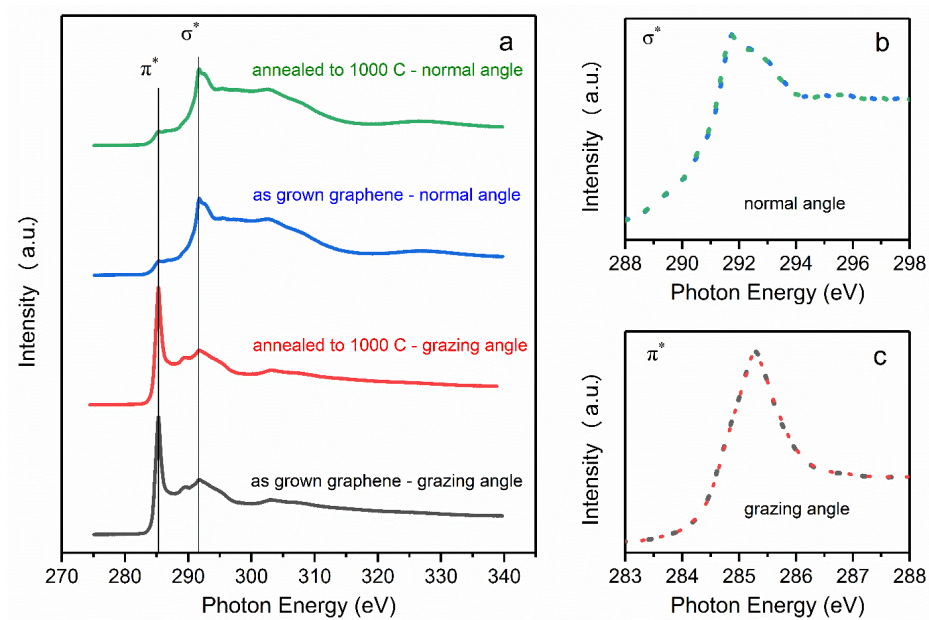 a
σ*
π*
annealed to 1000 C - normal angle
as grown graphene - normal angle
annealed to 1000 C - grazing angle
as grown graphene - grazing angle
Intensity ( a.u.)
270 280 290 300 310 320 330 340
Photon Energy (eV)
σ*
b
normal angle
Intensity ( a.u.)
288 290 292 294 296 298
Photon Energy (eV)
π*
c
grazing angle
Intensity ( a.u.)
283 284 285 286 287 288
Photon Energy (eV)